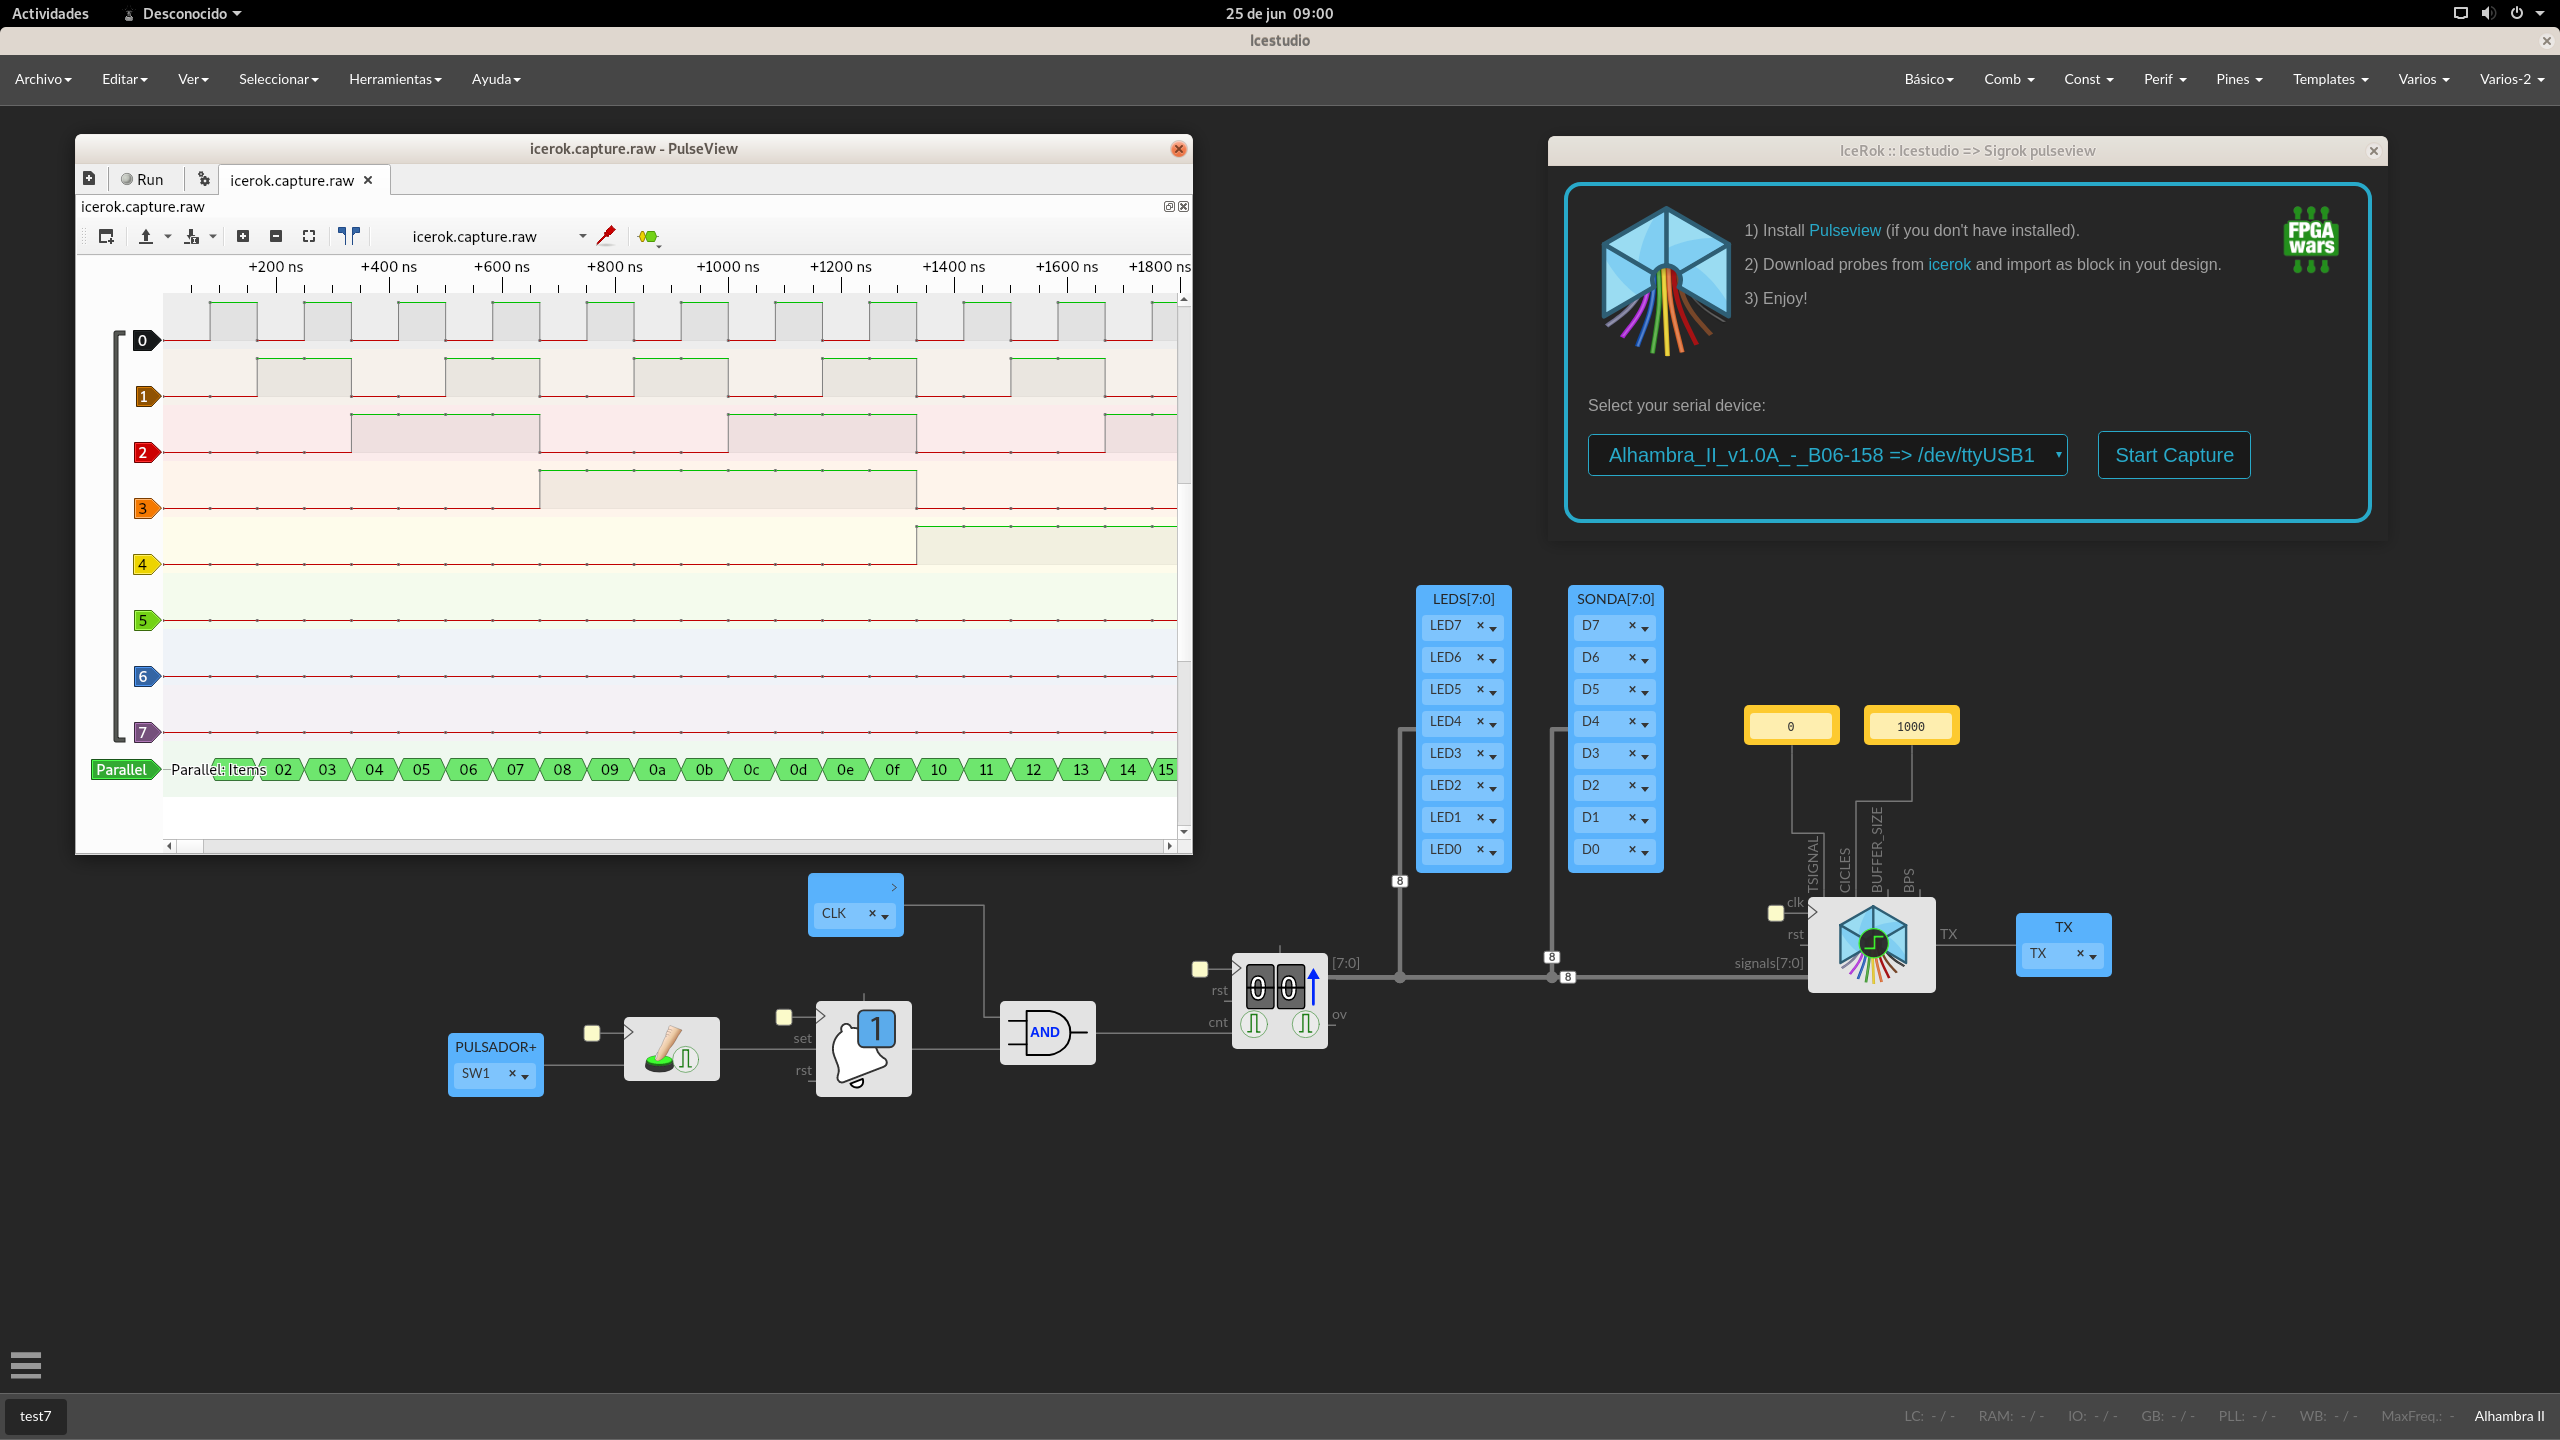 Actividades Desconocido 25 de jun 09:00
Icestudio
Archivo Editar Ver Seleccionar Herramientas Ayuda Básico Comb Const Perif Pines Templates Varios Varios-2
icerok.capture.raw - PulseView
Run icerok.capture.raw
icerok.capture.raw
icerok.capture.raw
+200 ns +400 ns +600 ns +800 ns +1000 ns +1200 ns +1400 ns +1600 ns +1800 ns
0
1
2
3
4
5
6
7
Parallel Parallel: Items 02 03 04 05 06 07 08 09 0a 0b 0c 0d 0e 0f 10 11 12 13 14 15
IceRok :: Icestudio => Sigrok pulseview
1) Install Pulseview (if you don't have installed).
2) Download probes from icerok and import as block in yout design.
3) Enjoy!
FPGA
wars
Select your serial device:
Alhambra_II_v1.0A_-_B06-158 => /dev/ttyUSB1 Start Capture
LEDS[7:0]
LED7
LED6
LED5
LED4
LED3
LED2
LED1
LED0
SONDA[7:0]
D7
D6
D5
D4
D3
D2
D1
D0
0 1000
TSIGNAL
CICLES
BUFFER_SIZE
BPS
8
8
8
CLK
PULSADOR+
SW1
set
rst
1
AND
rst
cnt
0 0
[7:0]
ov
clk
rst
signals[7:0]
TX
TX
TX
test7 LC: - / - RAM: - / - IO: - / - GB: - / - PLL: - / - WB: - / - MaxFreq.: - Alhambra II